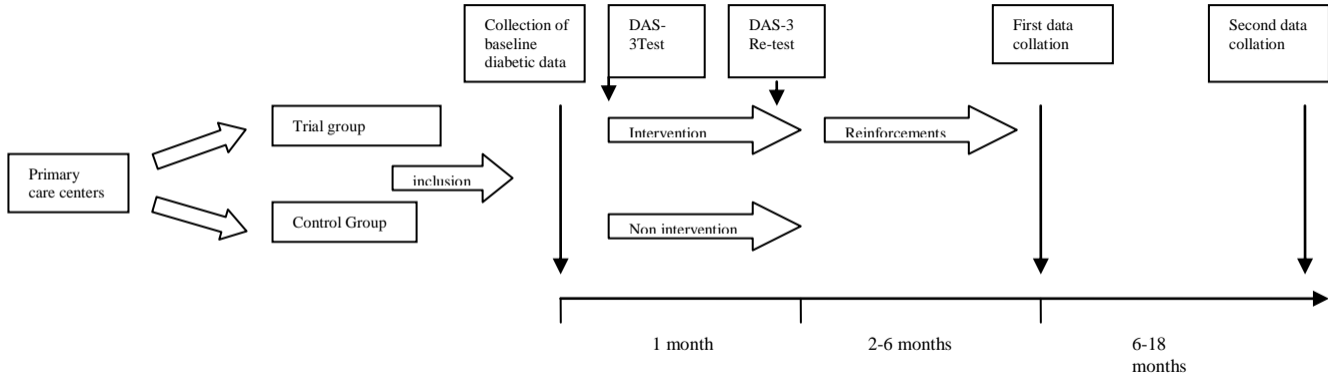 Collection of
baseline
diabetic data
DAS-
3Test
DAS-3
Re-test
First data
collation
Second data
collation
Trial group
Intervention
Reinforcements
Primary
care centers
inclusion
Control Group
Non intervention
1 month
2-6 months
6-18
months